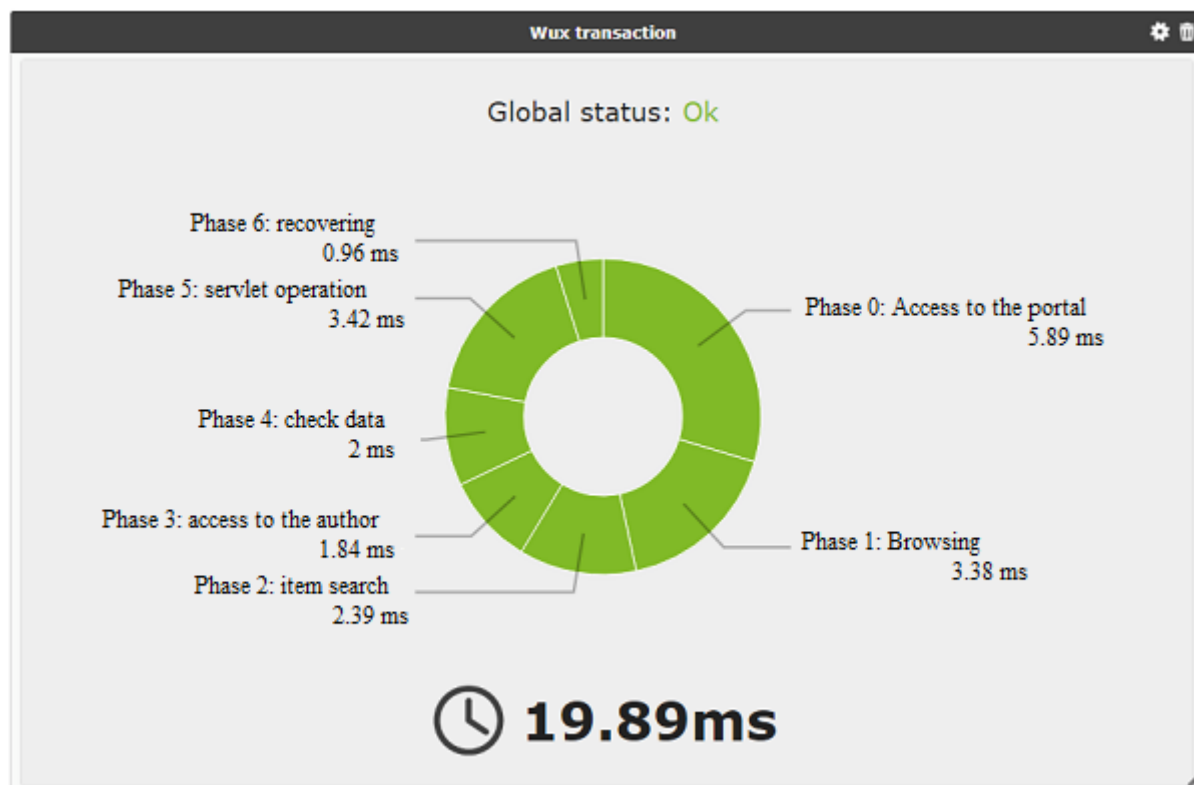 Wux transaction
Global status: Ok
Phase 6: recovering
0.96 ms
Phase 5: servlet operation
3.42 ms
Phase 0: Access to the portal
5.89 ms
Phase 4: check data
2 ms
Phase 3: access to the author
1.84 ms
Phase 1: Browsing
3.38 ms
Phase 2: item search
2.39 ms
19.89ms